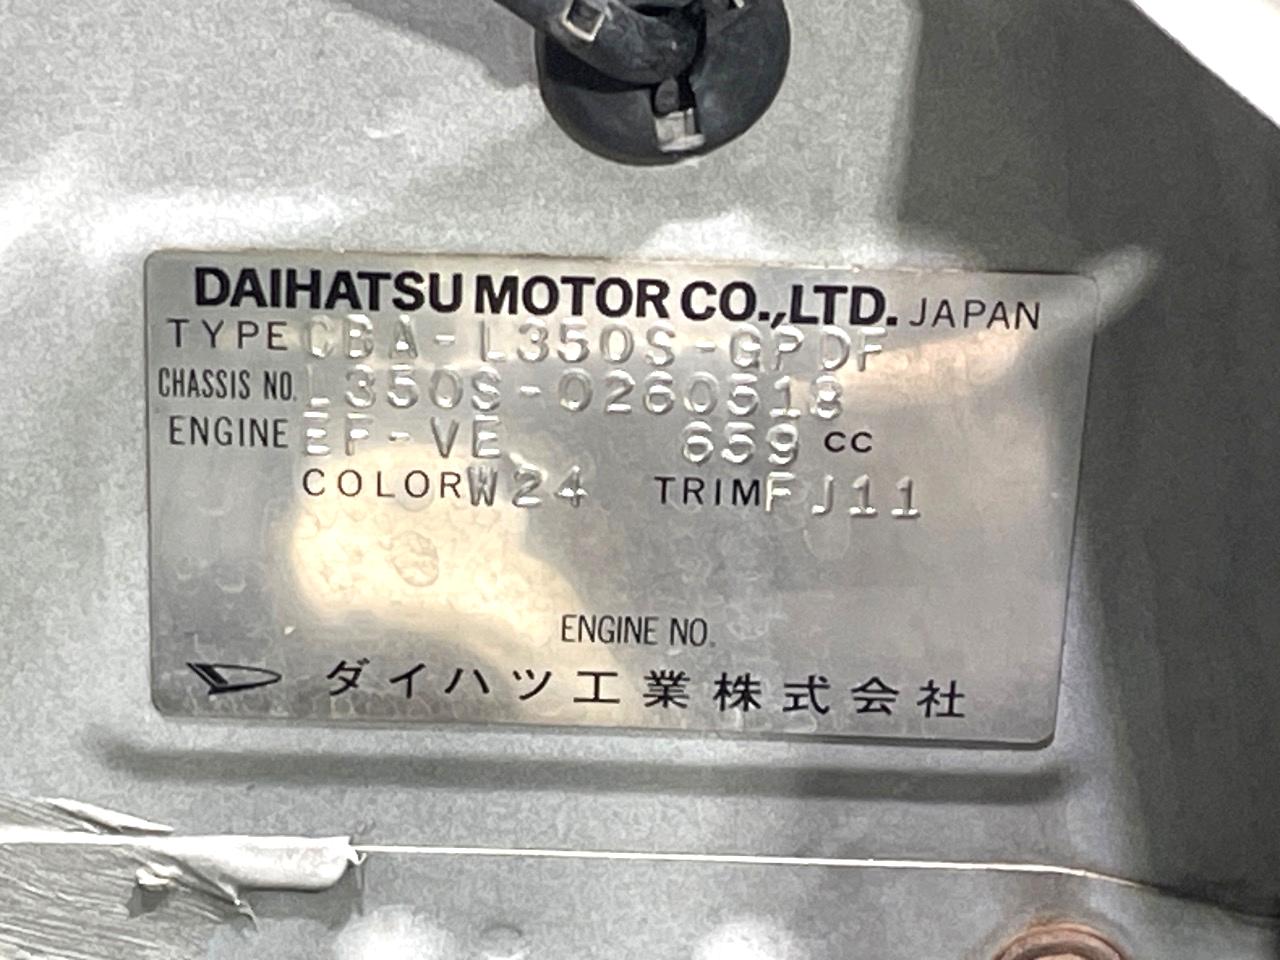 DAIHATSU MOTOR CO.,LTD. JAPAN
TYPE CBA-L350S-GPDF
CHASSIS NO. L350S-0260518
ENGINE EF-VE 659 CC
COLOR W24 TRIM FJ11
ENGINE NO.
ダイハツ工業株式会社